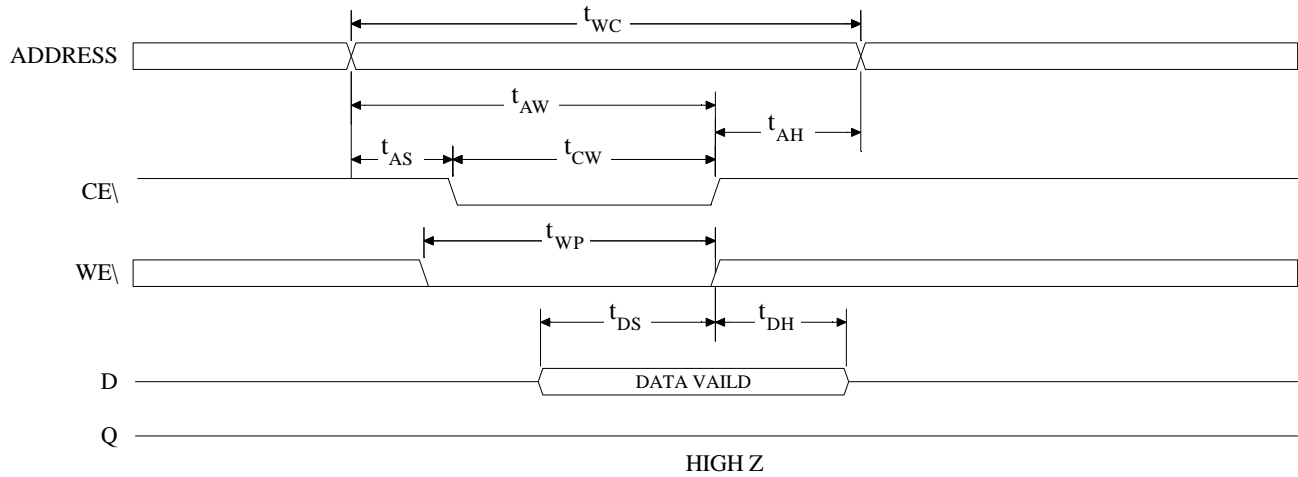 t_WC
ADDRESS
t_AW
t_AH
t_AS
t_CW
CE\
t_WP
WE\
t_DS
t_DH
D
DATA VAILD
Q
HIGH Z